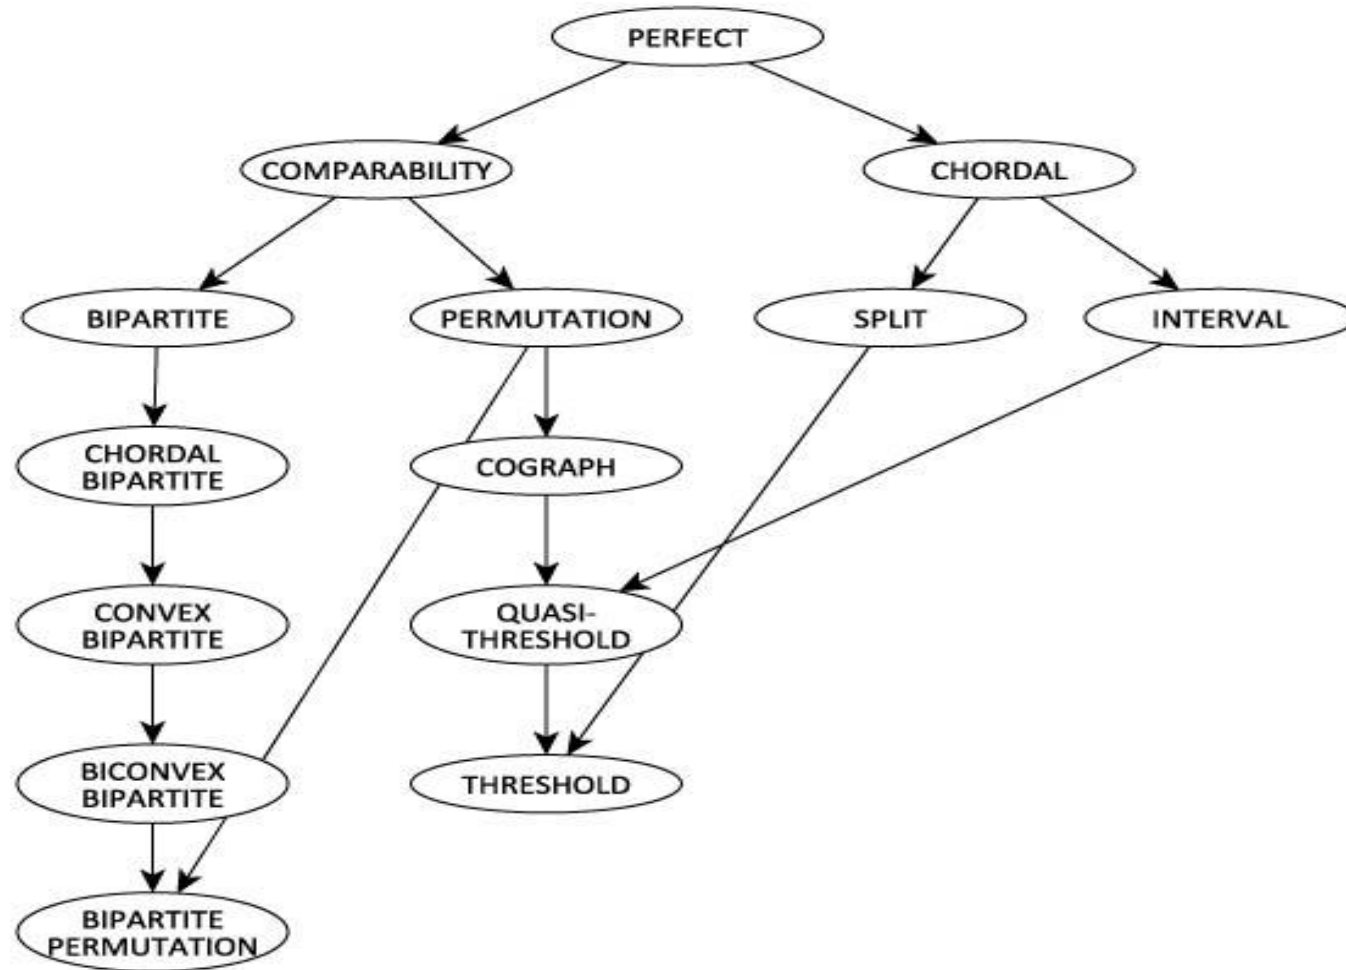 PERFECT
COMPARABILITY
CHORDAL
BIPARTITE
PERMUTATION
SPLIT
INTERVAL
CHORDAL
BIPARTITE
COGRAPH
CONVEX
BIPARTITE
QUASI-
THRESHOLD
BICONVEX
BIPARTITE
THRESHOLD
BIPARTITE
PERMUTATION